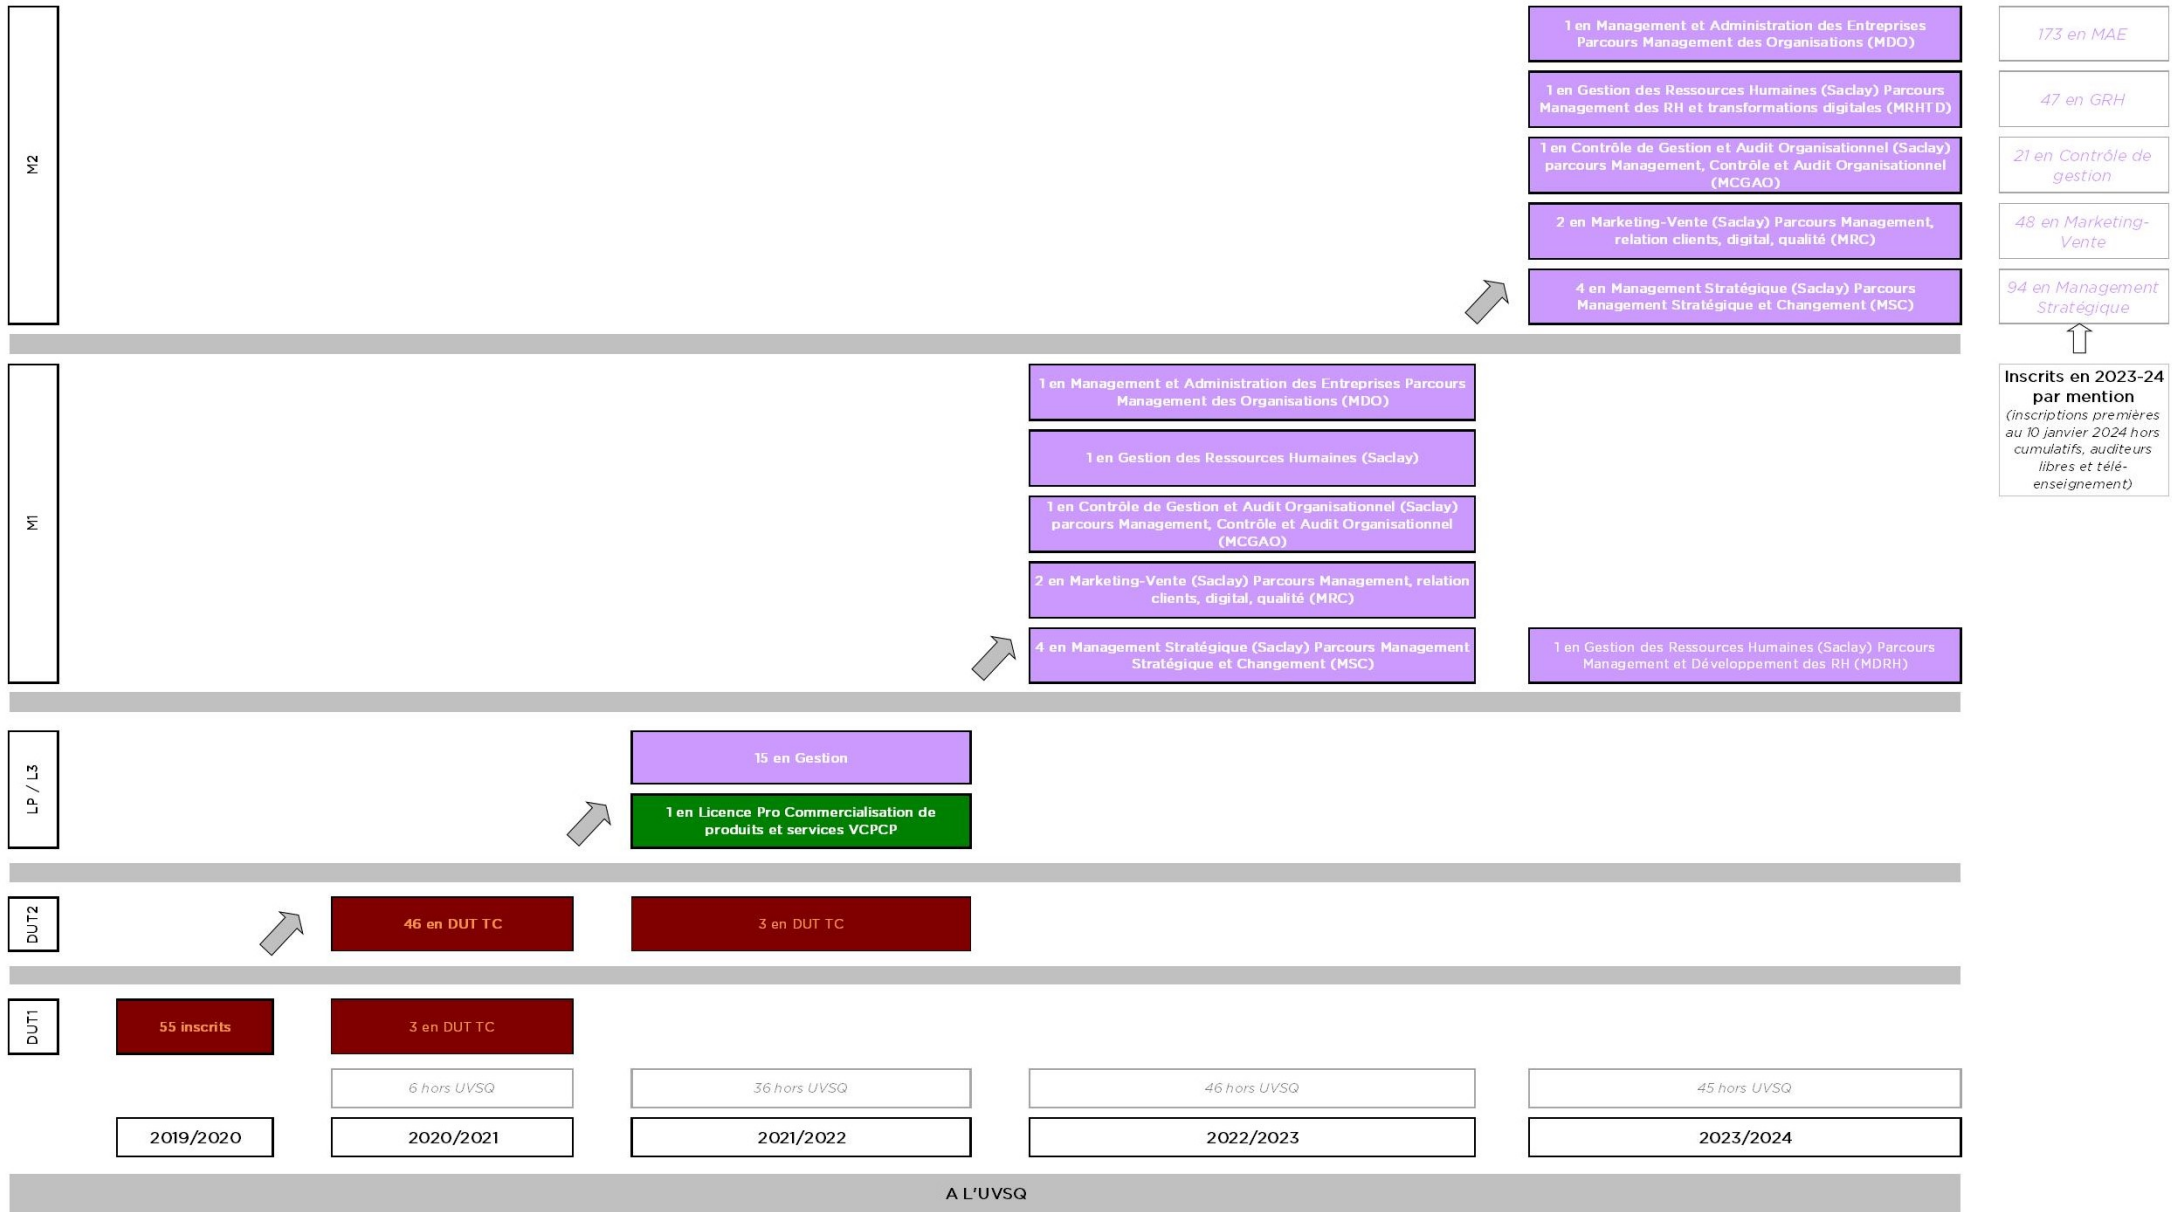 M2
1 en Management et Administration des Entreprises
Parcours Management des Organisations (MDO)
173 en MAE
1 en Gestion des Ressources Humaines (Saclay) Parcours
Management des RH et transformations digitales (MRHTD)
47 en GRH
1 en Contrôle de Gestion et Audit Organisationnel (Saclay)
parcours Management, Contrôle et Audit Organisationnel
(MCGAO)
21 en Contrôle de
gestion
2 en Marketing-Vente (Saclay) Parcours Management,
relation clients, digital, qualité (MRC)
48 en Marketing-
Vente
4 en Management Stratégique (Saclay) Parcours
Management Stratégique et Changement (MSC)
94 en Management
Stratégique
Inscrits en 2023-24
par mention
(inscriptions premières
au 10 janvier 2024 hors
cumulatifs, auditeurs
libres et télé-
enseignement)
M1
1 en Management et Administration des Entreprises Parcours
Management des Organisations (MDO)
1 en Gestion des Ressources Humaines (Saclay)
1 en Contrôle de Gestion et Audit Organisationnel (Saclay)
parcours Management, Contrôle et Audit Organisationnel
(MCGAO)
2 en Marketing-Vente (Saclay) Parcours Management, relation
clients, digital, qualité (MRC)
4 en Management Stratégique (Saclay) Parcours Management
Stratégique et Changement (MSC)
1 en Gestion des Ressources Humaines (Saclay) Parcours
Management et Développement des RH (MDRH)
LP / L3
15 en Gestion
1 en Licence Pro Commercialisation de
produits et services VCPCP
DUT2
46 en DUT TC
3 en DUT TC
DUT1
55 inscrits
3 en DUT TC
6 hors UVSQ
36 hors UVSQ
46 hors UVSQ
45 hors UVSQ
2019/2020
2020/2021
2021/2022
2022/2023
2023/2024
A L'UVSQ